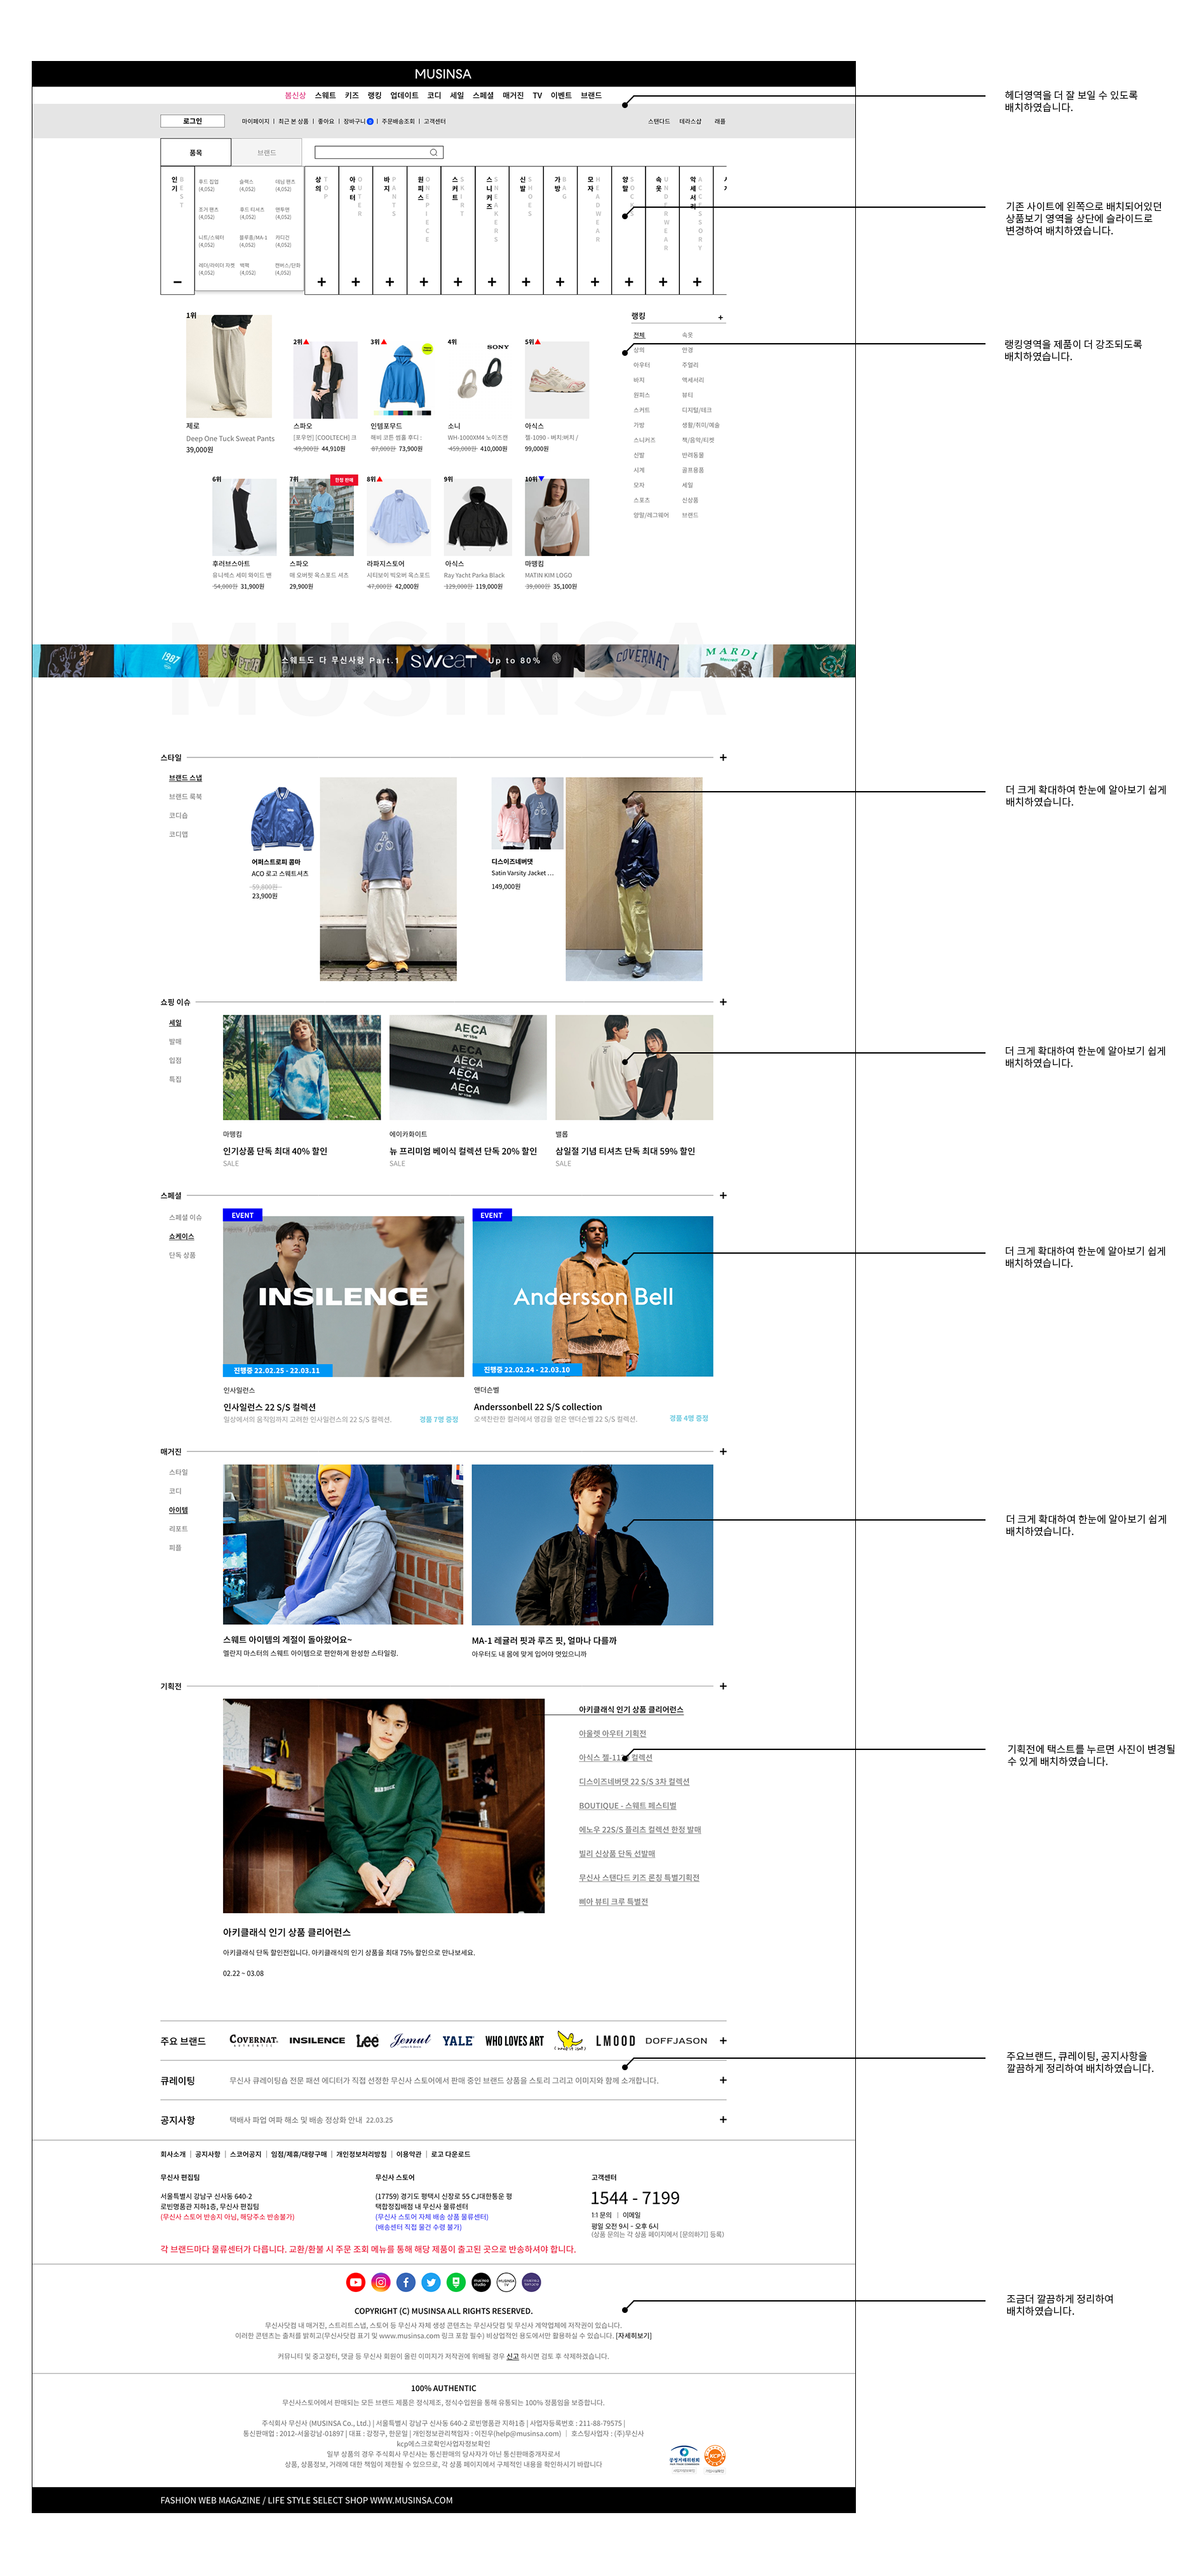 MUSINSA
봄신상 스웨트 키즈 랭킹 업데이트 코디 세일 스페셜 매거진 TV 이벤트 브랜드
헤더영역을 더 잘 보일 수 있도록
배치하였습니다.
로그인
마이페이지 | 최근 본 상품 | 좋아요 | 장바구니 | 주문배송조회 | 고객센터
스탠다드 테라스샵 래플
품목
브랜드
인기 BEST
후드 집업 (4,052)
슬랙스 (4,052)
데님 팬츠 (4,052)
조거 팬츠 (4,052)
후드 티셔츠 (4,052)
맨투맨 (4,052)
니트/스웨터 (4,052)
블루종/MA-1 (4,052)
카디건 (4,052)
레더/라이더 자켓 (4,052)
백팩 (4,052)
캔버스/단화 (4,052)
상의 TOP
아우터 OUTER
바지 PANTS
원피스 ONEPIECE
스커트 SKIRT
스니커즈 SNEAKERS
신발 SHOES
가방 BAG
모자 HEADWEAR
양말 SOCKS
속옷 UNDERWEAR
악세서리 ACCESSORY
기존 사이트에 왼쪽으로 배치되어있던
상품보기 영역을 상단에 슬라이드로
변경하여 배치하였습니다.
1위
제로
Deep One Tuck Sweat Pants
39,000원
2위
스파오
[포우먼] [COOLTECH] 크
49,900원 44,910원
3위
인템포무드
헤비 코튼 썸홀 후디 :
87,000원 73,900원
4위
SONY
소니
WH-1000XM4 노이즈캔
459,000원 410,000원
5위
아식스
젤-1090 - 버치:버치 /
99,000원
랭킹
전체 속옷
상의 안경
아우터 주얼리
바지 액세서리
원피스 뷰티
스커트 디지털/테크
가방 생활/취미/예술
스니커즈 책/음악/티켓
신발 반려동물
시계 골프용품
모자 세일
스포츠 신상품
양말/레그웨어 브랜드
랭킹영역을 제품이 더 강조되도록
배치하였습니다.
6위
후러브스아트
유니섹스 세미 와이드 밴
54,000원 31,900원
7위
한정 판매
스파오
에 오버핏 옥스포드 셔츠
29,900원
8위
라퍼지스토어
시티보이 빅오버 옥스포드
47,000원 42,000원
9위
아식스
Ray Yacht Parka Black
129,000원 119,000원
10위
마뗑킴
MATIN KIM LOGO
39,000원 35,100원
MUSINSA
1987
스웨트도 다 무신사랑 Part.1 SWEAT Up to 80%
COVERNAT
MARDI
Mercredi
스타일
브랜드 스냅
브랜드 룩북
코디숍
코디맵
어퍼스트로피 콤마
ACO 로고 스웨트셔츠
59,800원
23,900원
디스이즈네버댓
Satin Varsity Jacket ...
149,000원
더 크게 확대하여 한눈에 알아보기 쉽게
배치하였습니다.
쇼핑 이슈
세일
발매
입점
특집
AECA
마뗑킴
인기상품 단독 최대 40% 할인
SALE
에이카화이트
뉴 프리미엄 베이식 컬렉션 단독 20% 할인
SALE
밸롭
삼일절 기념 티셔츠 단독 최대 59% 할인
SALE
더 크게 확대하여 한눈에 알아보기 쉽게
배치하였습니다.
스페셜
스페셜 이슈
쇼케이스
단독 상품
EVENT
INSILENCE
진행중 22.02.25 - 22.03.11
인사일런스
인사일런스 22 S/S 컬렉션
일상에서의 움직임까지 고려한 인사일런스의 22 S/S 컬렉션.
경품 7명 증정
EVENT
Andersson Bell
진행중 22.02.24 - 22.03.10
앤더슨벨
Anderssonbell 22 S/S collection
오색찬란한 컬러에서 영감을 받은 앤더슨벨 22 S/S 컬렉션.
경품 4명 증정
더 크게 확대하여 한눈에 알아보기 쉽게
배치하였습니다.
매거진
스타일
코디
아이템
리포트
피플
스웨트 아이템의 계절이 돌아왔어요~
멜란지 마스터의 스웨트 아이템으로 편안하게 완성한 스타일링.
MA-1 레귤러 핏과 루즈 핏, 얼마나 다를까
아우터도 내 몸에 맞게 입어야 멋있으니까
더 크게 확대하여 한눈에 알아보기 쉽게
배치하였습니다.
기획전
아키클래식 인기 상품 클리어런스
아울렛 아우터 기획전
아식스 젤-11 컬렉션
디스이즈네버댓 22 S/S 3차 컬렉션
BOUTIQUE - 스웨트 페스티벌
에노우 22S/S 플리츠 컬렉션 한정 발매
빌리 신상품 단독 선발매
무신사 스탠다드 키즈 론칭 특별기획전
삐아 뷰티 크루 특별전
기획전에 택스트를 누르면 사진이 변경될
수 있게 배치하였습니다.
아키클래식 인기 상품 클리어런스
아키클래식 단독 할인전입니다. 아키클래식의 인기 상품을 최대 75% 할인으로 만나보세요.
02.22 ~ 03.08
주요 브랜드
COVERNAT. AUTHENTIC INSILENCE Lee Jemut YALE WHO LOVES ART LMOOD DOFFJASON
주요브랜드, 큐레이팅, 공지사항을
깔끔하게 정리하여 배치하였습니다.
큐레이팅
무신사 큐레이팅숍 전문 패션 에디터가 직접 선정한 무신사 스토어에서 판매 중인 브랜드 상품을 스토리 그리고 이미지와 함께 소개합니다.
공지사항
택배사 파업 여파 해소 및 배송 정상화 안내 22.03.25
회사소개 | 공지사항 | 스코어공지 | 입점/제휴/대량구매 | 개인정보처리방침 | 이용약관 | 로고 다운로드
무신사 편집팀
서울특별시 강남구 신사동 640-2
로빈명품관 지하1층, 무신사 편집팀
(무신사 스토어 반송지 아님, 해당주소 반송불가)
무신사 스토어
(17759) 경기도 평택시 신장로 55 CJ대한통운 평
택합정집배점 내 무신사 물류센터
(무신사 스토어 자체 배송 상품 물류센터)
(배송센터 직접 물건 수령 불가)
고객센터
1544 - 7199
1:1 문의 | 이메일
평일 오전 9시 ~ 오후 6시
(상품 문의는 각 상품 페이지에서 [문의하기] 등록)
각 브랜드마다 물류센터가 다릅니다. 교환/환불 시 주문 조회 메뉴를 통해 해당 제품이 출고된 곳으로 반송하셔야 합니다.
조금더 깔끔하게 정리하여
배치하였습니다.
COPYRIGHT (C) MUSINSA ALL RIGHTS RESERVED.
무신사닷컴 내 매거진, 스트리트스냅, 스토어 등 무신사 자체 생성 콘텐츠는 무신사닷컴 및 무신사 계약업체에 저작권이 있습니다.
이러한 콘텐츠는 출처를 밝히고(무신사닷컴 표기 및 www.musinsa.com 링크 포함 필수) 비상업적인 용도에서만 활용하실 수 있습니다. [자세히보기]
커뮤니티 및 중고장터, 댓글 등 무신사 회원이 올린 이미지가 저작권에 위배될 경우 신고 하시면 검토 후 삭제하겠습니다.
100% AUTHENTIC
무신사스토어에서 판매되는 모든 브랜드 제품은 정식제조, 정식수입원을 통해 유통되는 100% 정품임을 보증합니다.
주식회사 무신사 (MUSINSA Co., Ltd.) | 서울특별시 강남구 신사동 640-2 로빈명품관 지하1층 | 사업자등록번호 : 211-88-79575 |
통신판매업 : 2012-서울강남-01897 | 대표 : 강정구, 한문일 | 개인정보관리책임자 : 이진우(help@musinsa.com) | 호스팅사업자 : (주)무신사
kcp에스크로확인사업자정보확인
일부 상품의 경우 주식회사 무신사는 통신판매의 당사자가 아닌 통신판매중개자로서
상품, 상품정보, 거래에 대한 책임이 제한될 수 있으므로, 각 상품 페이지에서 구체적인 내용을 확인하시기 바랍니다
공정거래위원회
KCP
FASHION WEB MAGAZINE / LIFE STYLE SELECT SHOP WWW.MUSINSA.COM